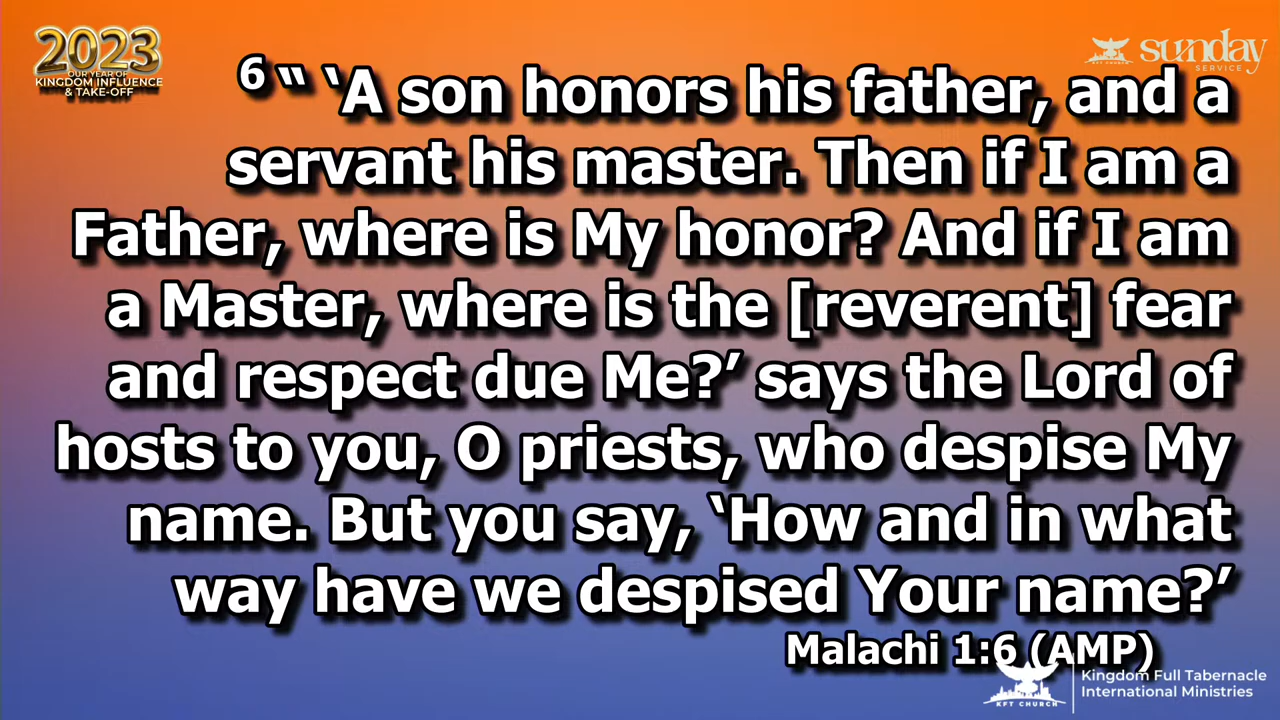 2023
OUR YEAR OF
KINGDOM INFLUENCE
& TAKE-OFF
KFT CHURCH
sunday
SERVICE
6 “ ‘A son honors his father, and a
servant his master. Then if I am a
Father, where is My honor? And if I am
a Master, where is the [reverent] fear
and respect due Me?’ says the Lord of
hosts to you, O priests, who despise My
name. But you say, ‘How and in what
way have we despised Your name?’
Malachi 1:6 (AMP)
KFT CHURCH
Kingdom Full Tabernacle
International Ministries